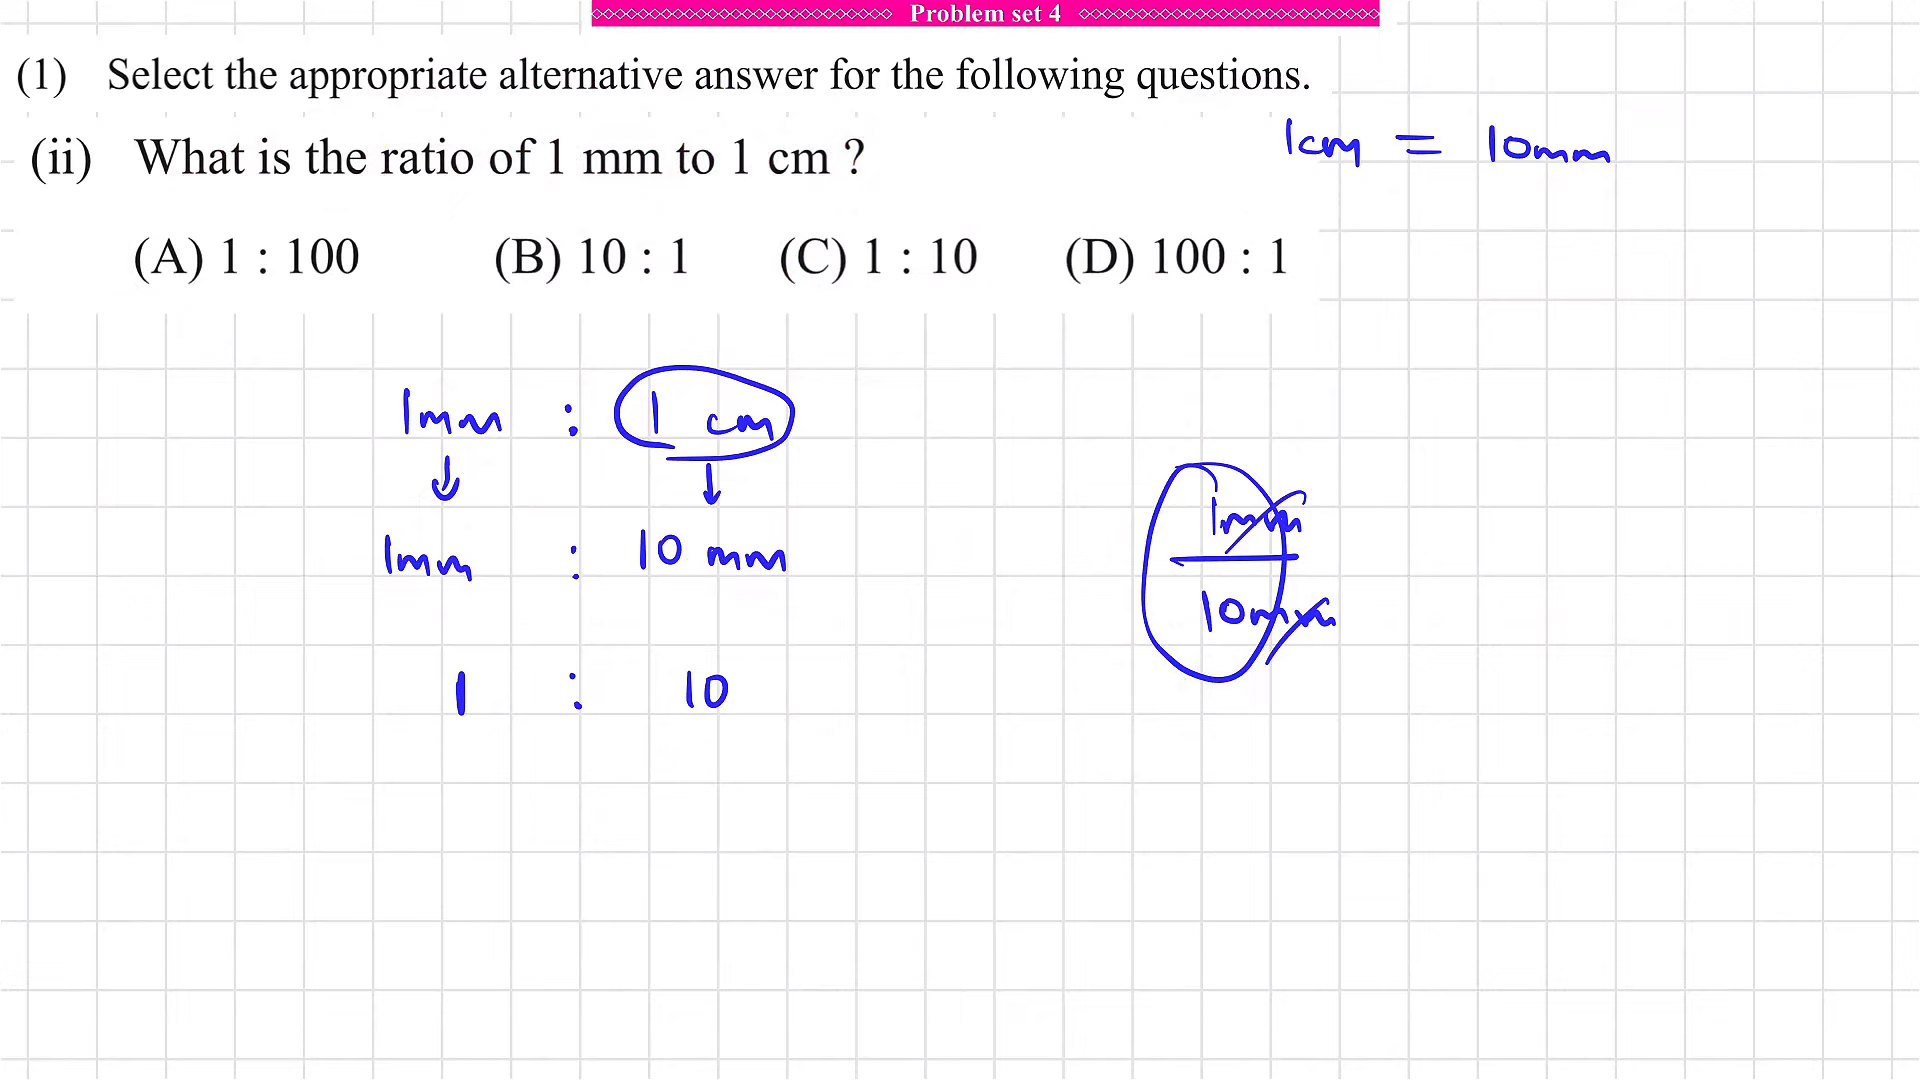 Problem set 4
(1) Select the appropriate alternative answer for the following questions.
(ii) What is the ratio of 1 mm to 1 cm ?
1cm = 10mm
(A) 1 : 100 (B) 10 : 1 (C) 1 : 10 (D) 100 : 1
1mm : 1 cm
1mm : 10 mm
1mm
10mm
1 : 10